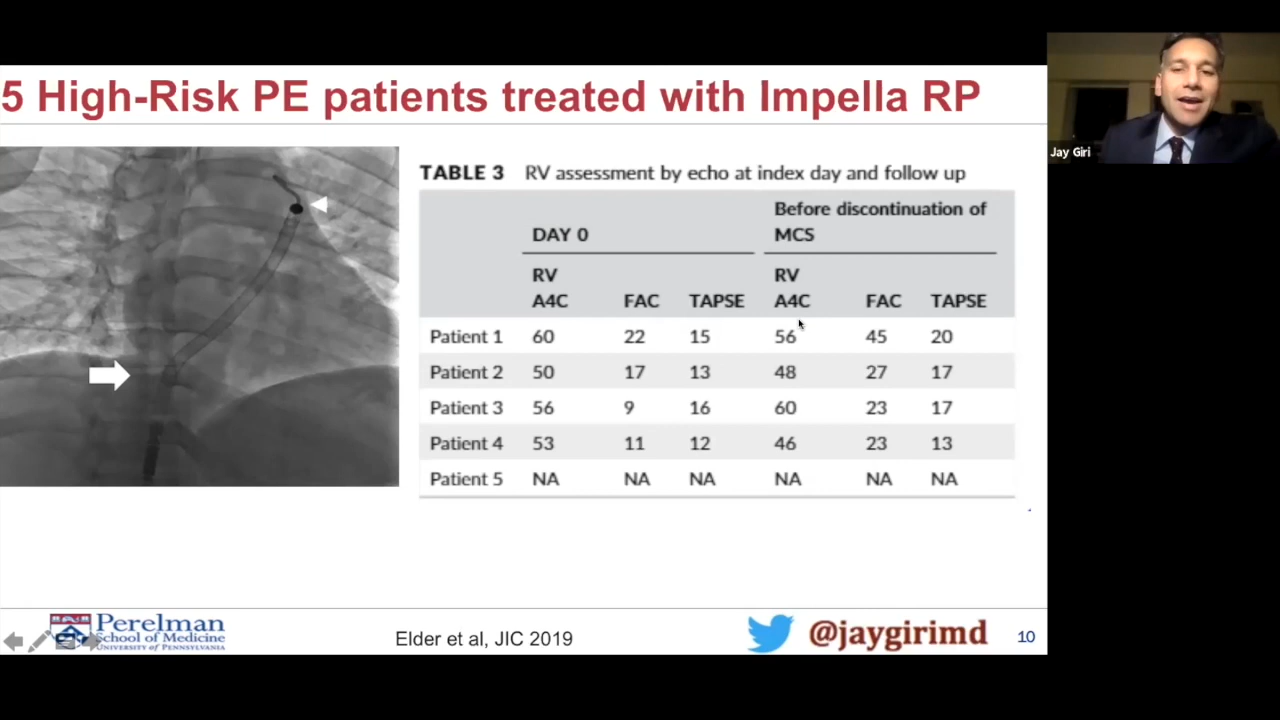 5 High-Risk PE patients treated with Impella RP
Jay Giri
TABLE 3 RV assessment by echo at index day and follow up
DAY 0 Before discontinuation of MCS
RV A4C FAC TAPSE RV A4C FAC TAPSE
Patient 1 60 22 15 56 45 20
Patient 2 50 17 13 48 27 17
Patient 3 56 9 16 60 23 17
Patient 4 53 11 12 46 23 13
Patient 5 NA NA NA NA NA NA
Perelman
School of Medicine
University of Pennsylvania
Elder et al, JIC 2019
@jaygirimd
10